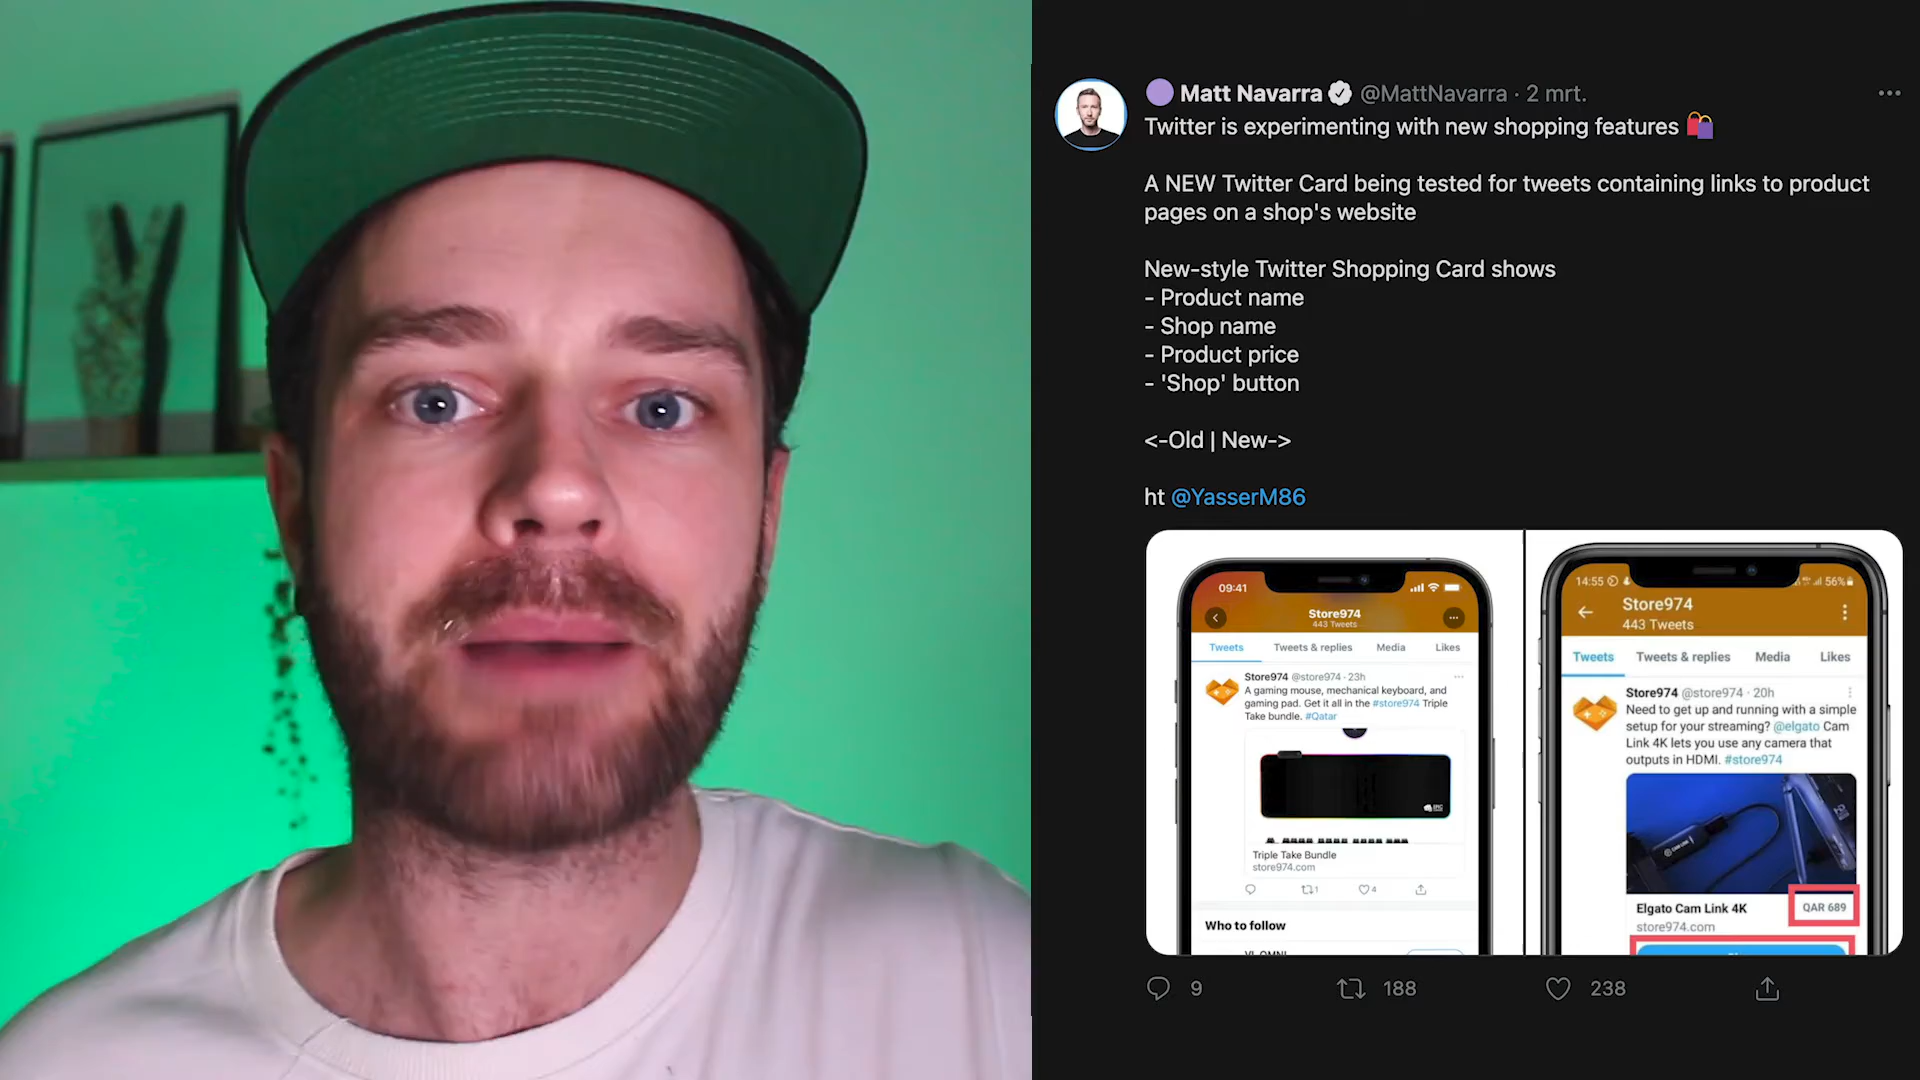 Matt Navarra @MattNavarra · 2 mrt.
Twitter is experimenting with new shopping features
A NEW Twitter Card being tested for tweets containing links to product
pages on a shop's website
New-style Twitter Shopping Card shows
- Product name
- Shop name
- Product price
- 'Shop' button
<-Old | New->
ht @YasserM86
09:41
Store974
443 Tweets
Tweets Tweets & replies Media Likes
Store974 @store974 · 23h
A gaming mouse, mechanical keyboard, and
gaming pad. Get it all in the #store974 Triple
Take bundle. #Qatar
EPIC
Triple Take Bundle
store974.com
1 4
Who to follow
14:55 56%
Store974
443 Tweets
Tweets Tweets & replies Media Likes
Store974 @store974 · 20h
Need to get up and running with a simple
setup for your streaming? @elgato Cam
Link 4K lets you use any camera that
outputs in HDMI. #store974
CAM LINK
Elgato Cam Link 4K QAR 689
store974.com
9 188 238